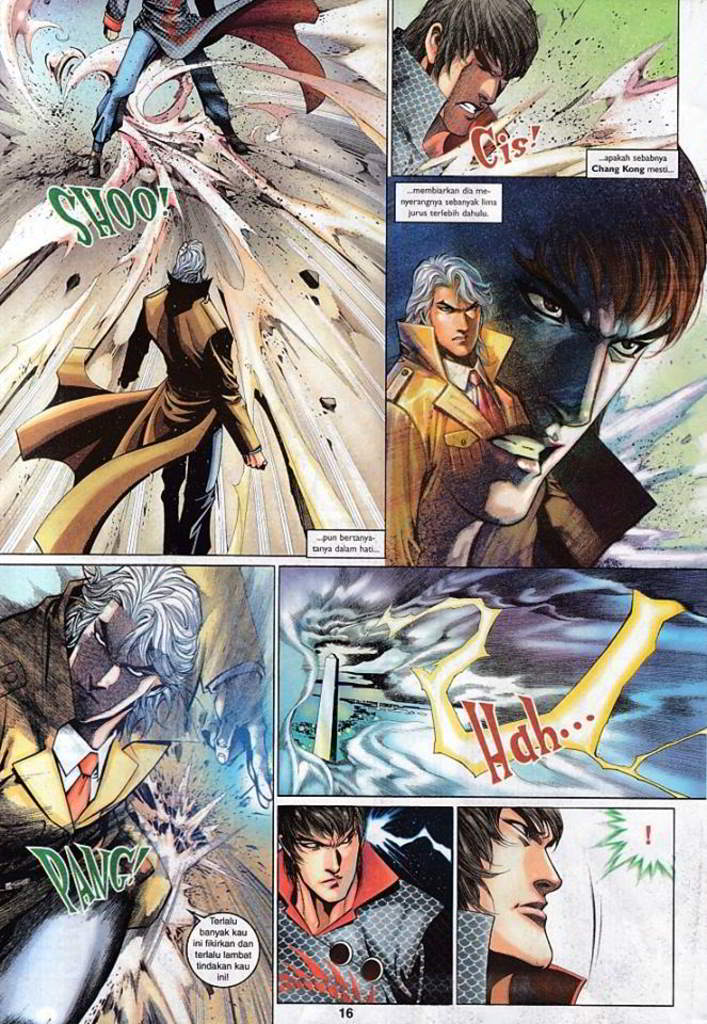 SHOO!
...pun bertanya-
tanya dalam hati...
Cis!
...apakah sebabnya
Chang Kong mesti...
...membiarkan dia me-
nyerangnya sebanyak lima
jurus terlebih dahulu.
PANG!
Terlalu
banyak kau
ini fikirkan dan
terlalu lambat
tindakan kau
ini!
Hah...
!
16